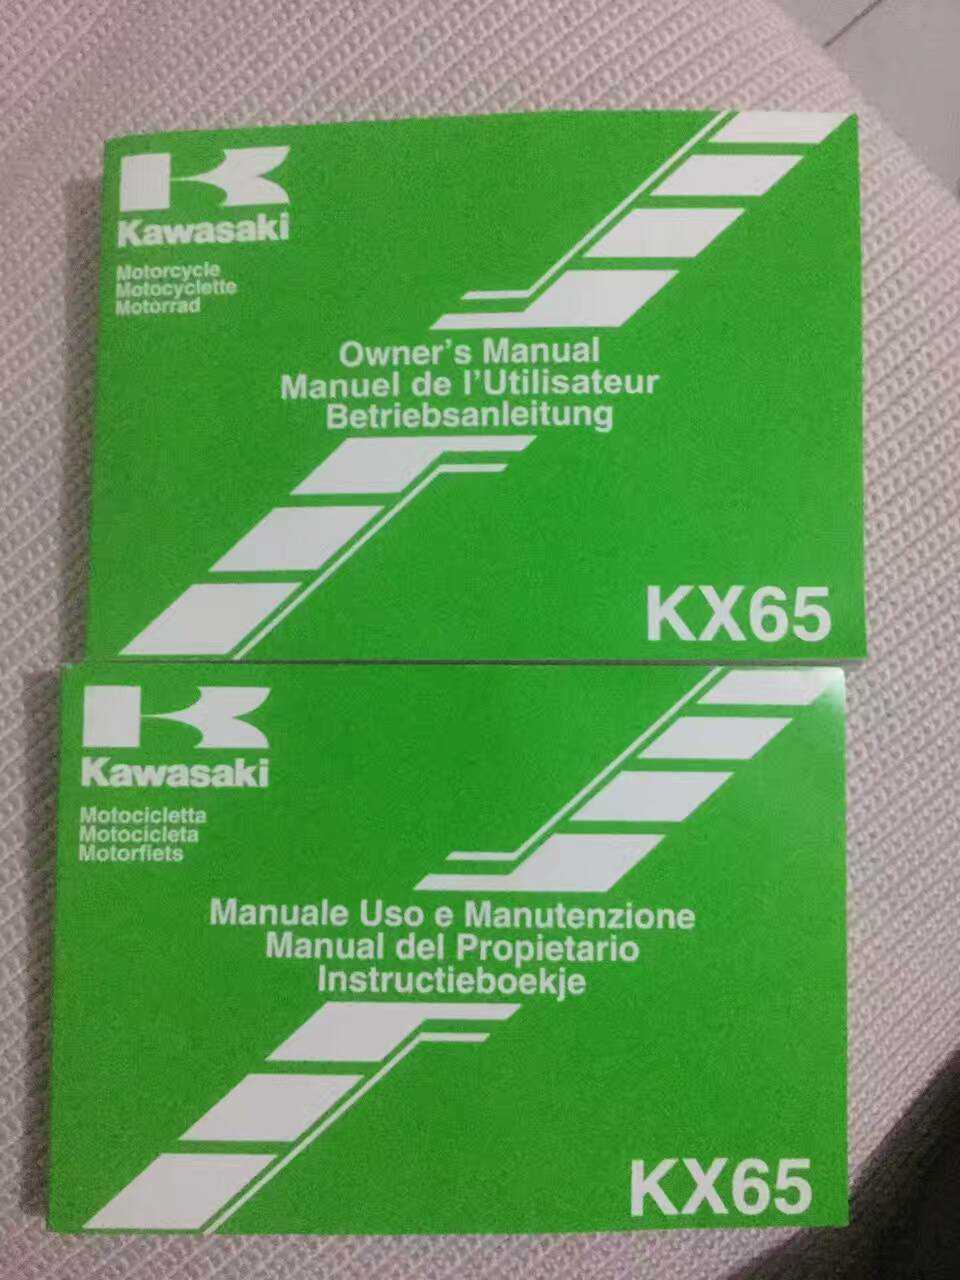 Kawasaki
Motorcycle
Motocyclette
Motorrad
Owner's Manual
Manuel de l'Utilisateur
Betriebsanleitung
KX65
Kawasaki
Motocicletta
Motocicleta
Motorfiets
Manuale Uso e Manutenzione
Manual del Propietario
Instructieboekje
KX65